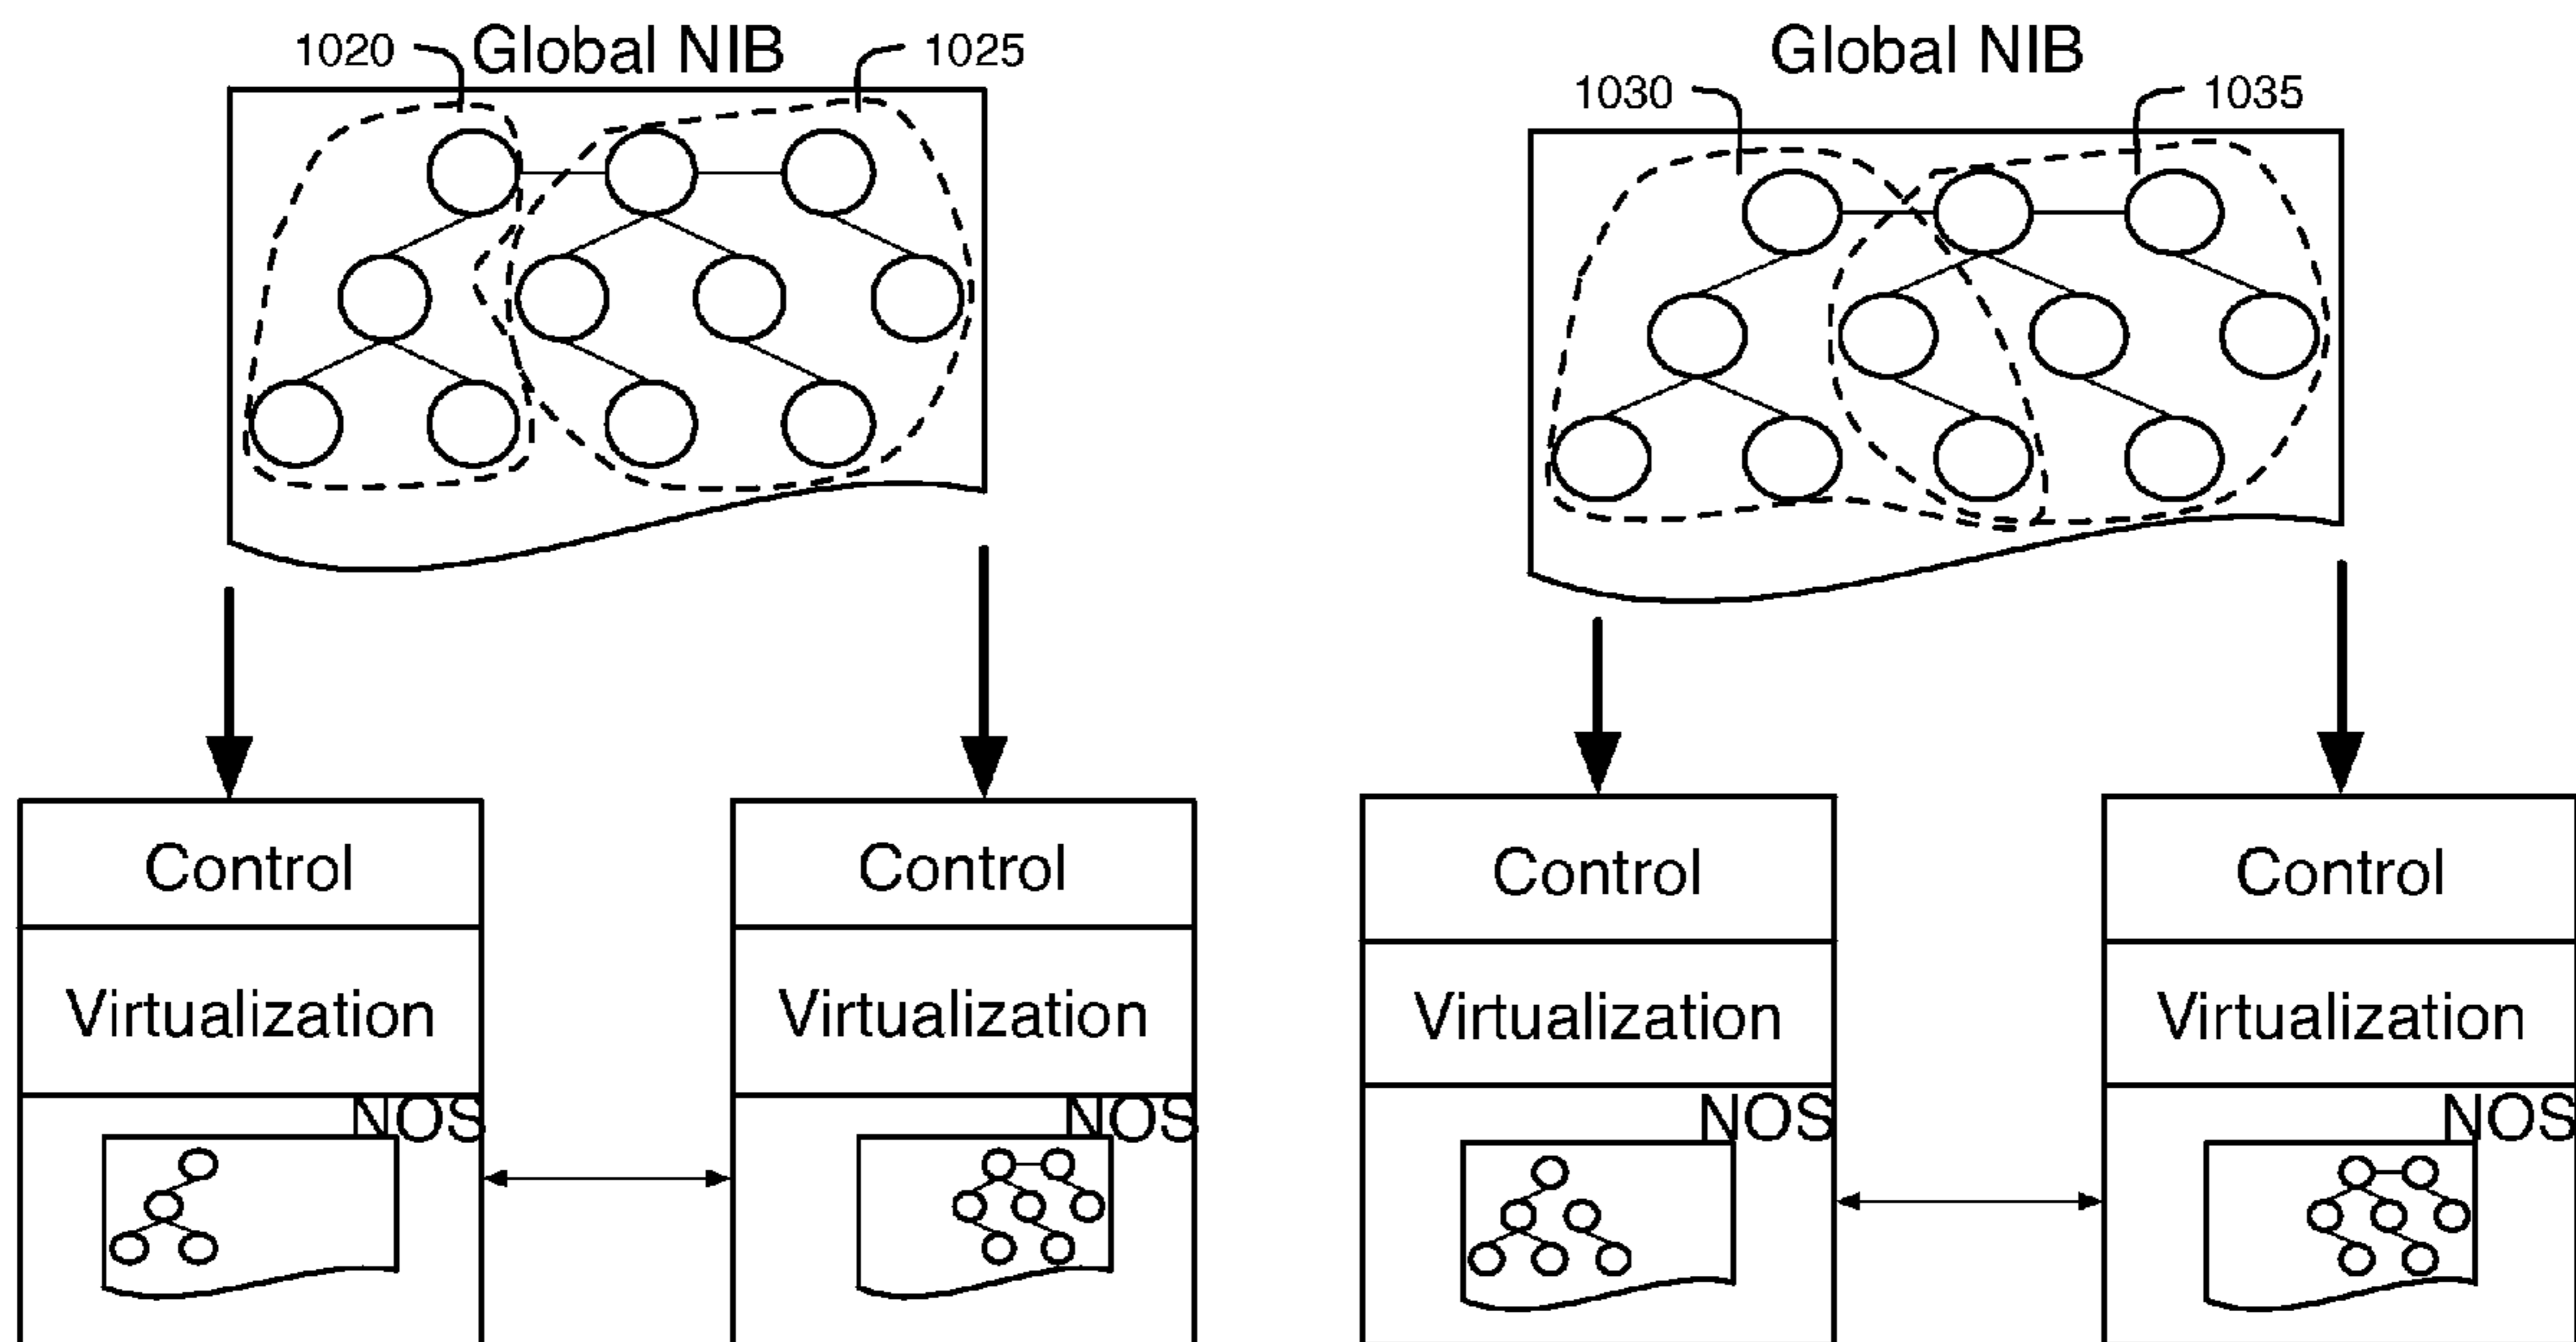 1020 Global NIB 1025
Global NIB
1030 1035
Control
Control
Control
Control
Virtualization
Virtualization
Virtualization
Virtualization
NOS
NOS
NOS
NOS